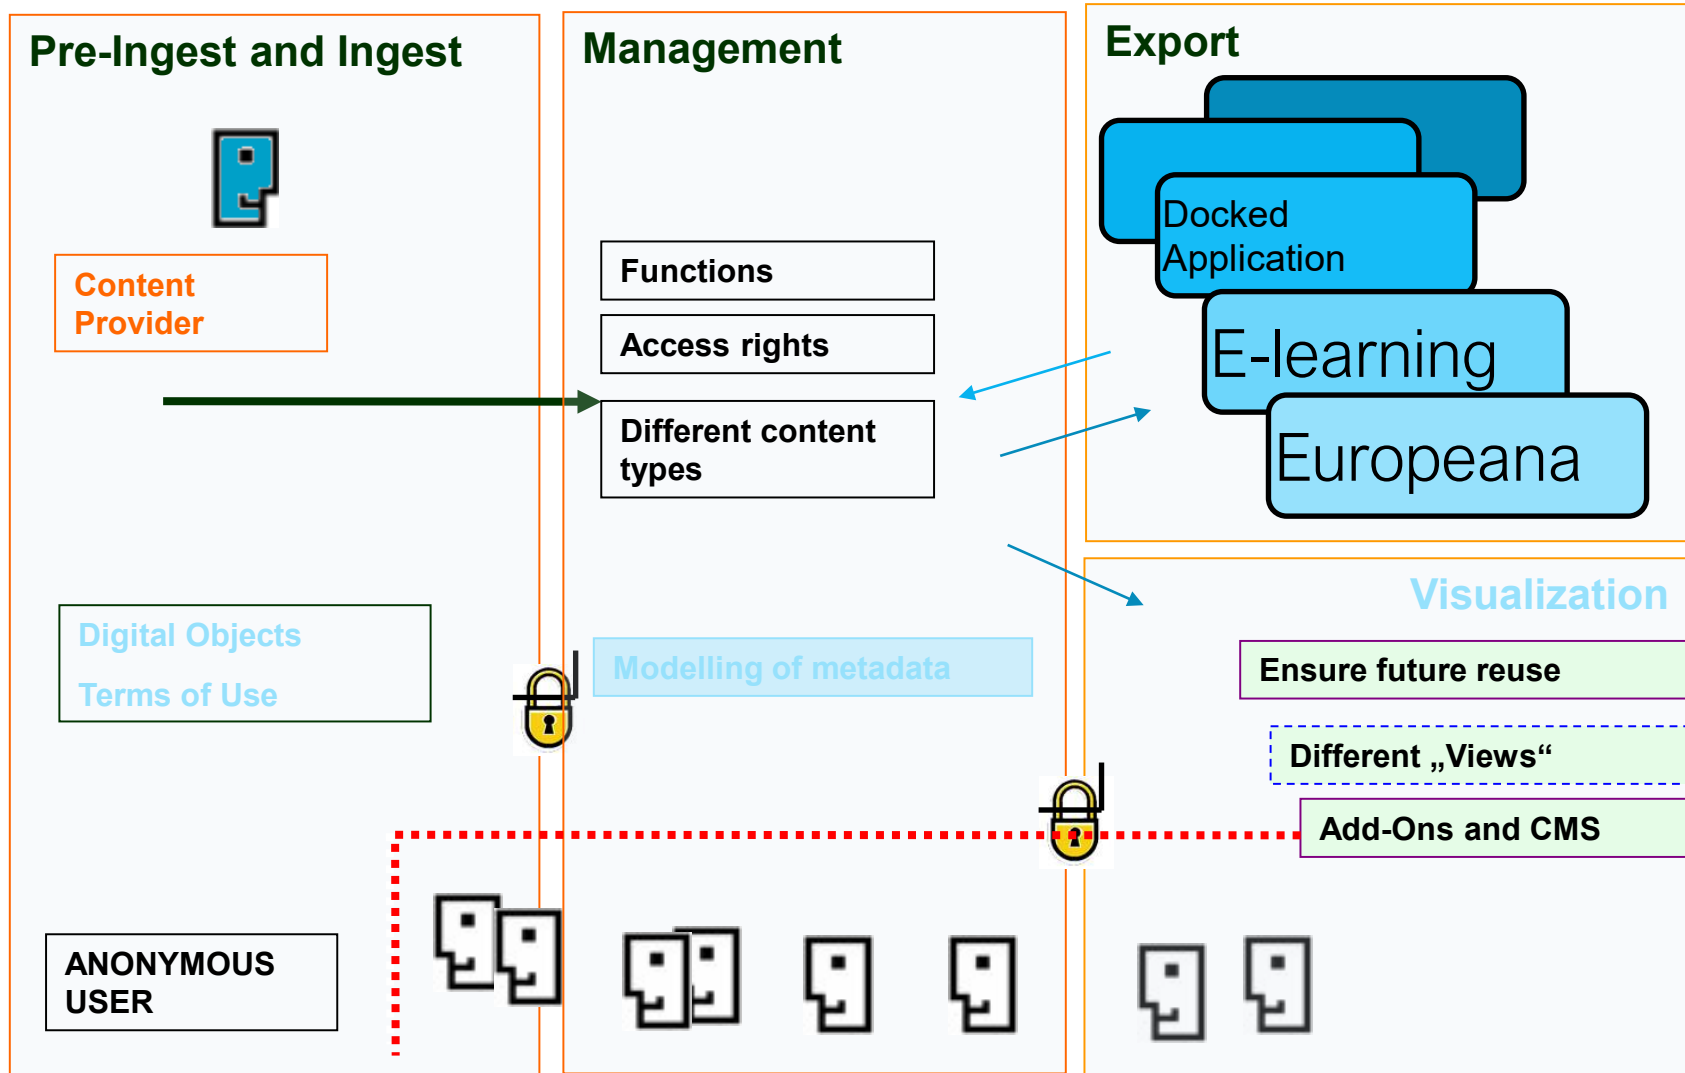 Pre-Ingest and Ingest
Content
Provider
Digital Objects
Terms of Use
ANONYMOUS
USER
Management
Functions
Access rights
Different content
types
Modelling of metadata
Export
Docked
Application
E-learning
Europeana
Visualization
Ensure future reuse
Different „Views“
Add-Ons and CMS